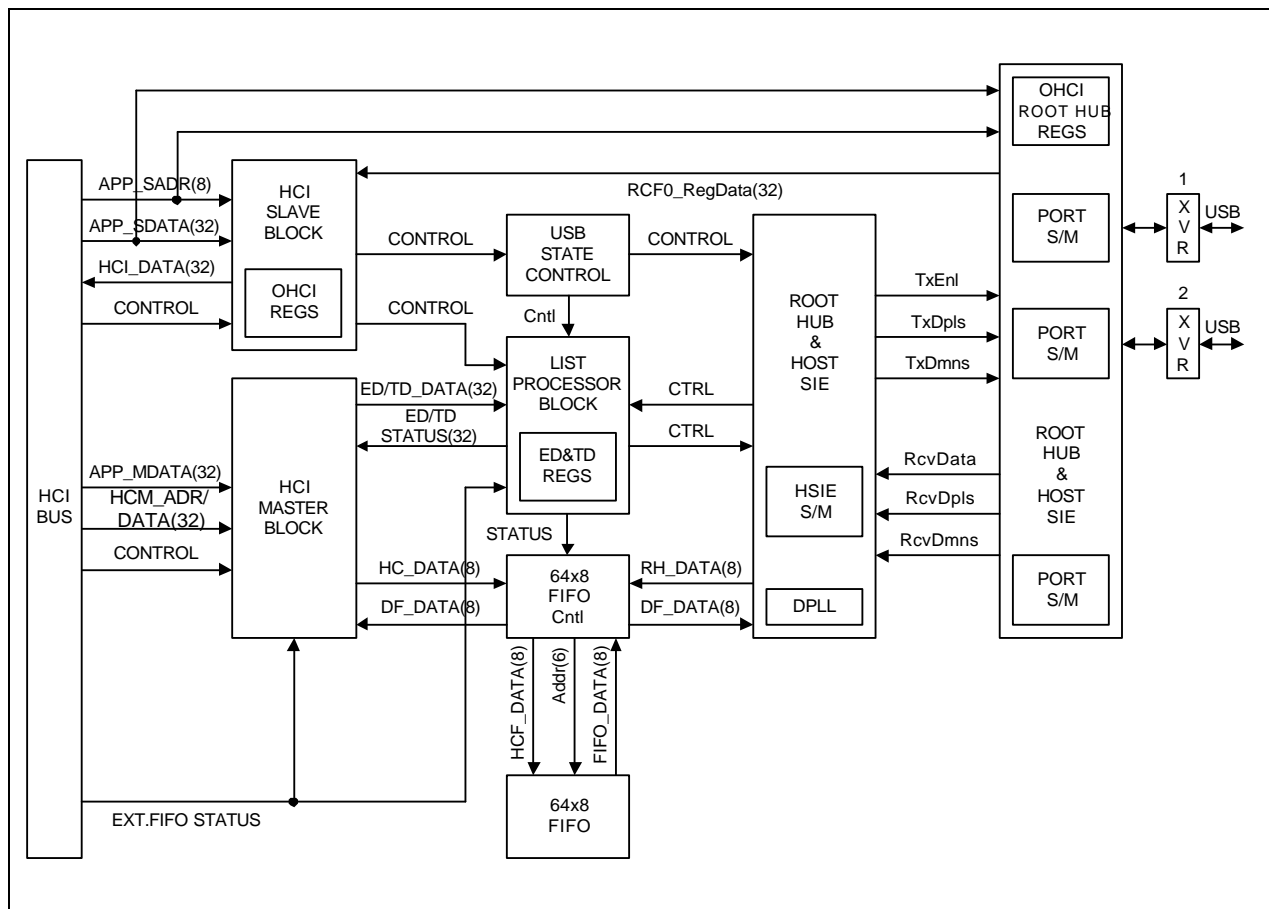 HCI
BUS
APP_SADR(8)
APP_SDATA(32)
HCI_DATA(32)
CONTROL
APP_MDATA(32)
HCM_ADR/
DATA(32)
CONTROL
EXT.FIFO STATUS
HCI
SLAVE
BLOCK
OHCI
REGS
HCI
MASTER
BLOCK
CONTROL
CONTROL
ED/TD_DATA(32)
ED/TD
STATUS(32)
HC_DATA(8)
DF_DATA(8)
RCF0_RegData(32)
USB
STATE
CONTROL
Cntl
LIST
PROCESSOR
BLOCK
ED&TD
REGS
STATUS
64x8
FIFO
Cntl
HCF_DATA(8)
Addr(6)
FIFO_DATA(8)
64x8
FIFO
CONTROL
CTRL
CTRL
RH_DATA(8)
DF_DATA(8)
ROOT
HUB
&
HOST
SIE
HSIE
S/M
DPLL
TxEnl
TxDpls
TxDmns
RcvData
RcvDpls
RcvDmns
OHCI
ROOT HUB
REGS
PORT
S/M
PORT
S/M
ROOT
HUB
&
HOST
SIE
PORT
S/M
1
X
V
R
USB
2
X
V
R
USB